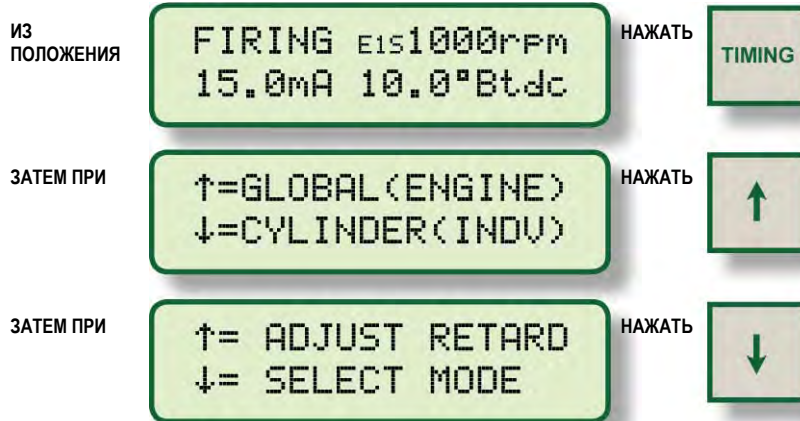 ИЗ
ПОЛОЖЕНИЯ
FIRING E1S1000rpm
15.0mA 10.0°Btdc
НАЖАТЬ
TIMING
ЗАТЕМ ПРИ
↑=GLOBAL(ENGINE)
↓=CYLINDER(INDV)
НАЖАТЬ
↑
ЗАТЕМ ПРИ
↑= ADJUST RETARD
↓= SELECT MODE
НАЖАТЬ
↓